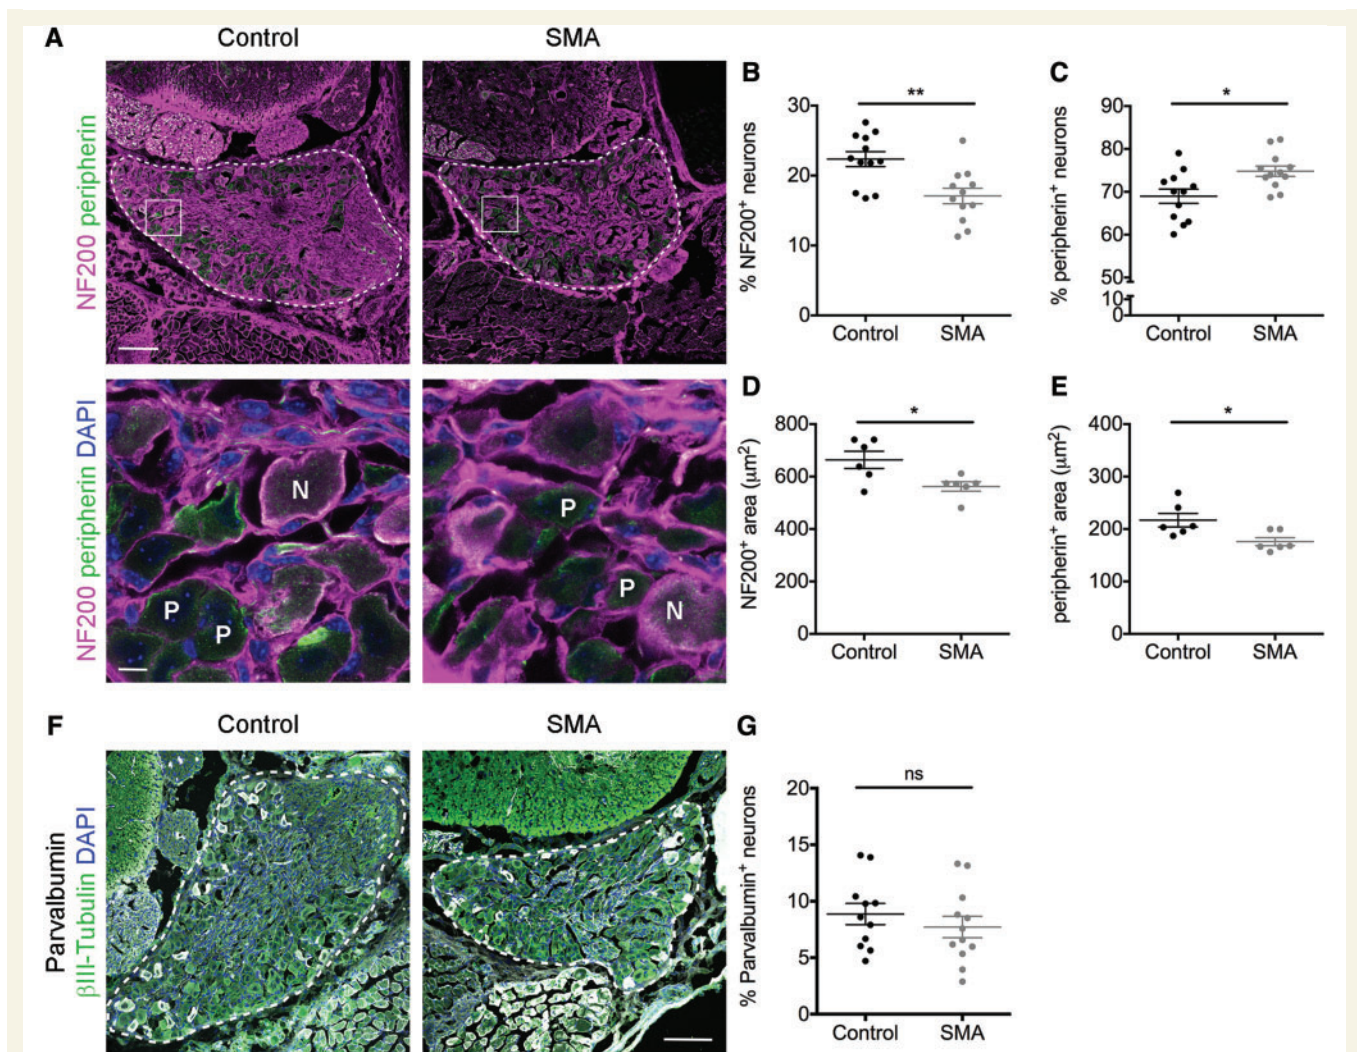 A
Control
SMA
NF200 peripherin
NF200 peripherin DAPI
N
P
P
P
P
N
B
**
% NF200+ neurons
30
20
10
0
Control
SMA
C
*
% peripherin+ neurons
90
80
70
60
50
10
0
Control
SMA
D
*
NF200+ area (μm²)
800
600
400
200
0
Control
SMA
E
*
peripherin+ area (μm²)
400
300
200
100
0
Control
SMA
F
Control
SMA
Parvalbumin
βIII-Tubulin DAPI
G
ns
% Parvalbumin+ neurons
20
15
10
5
0
Control
SMA